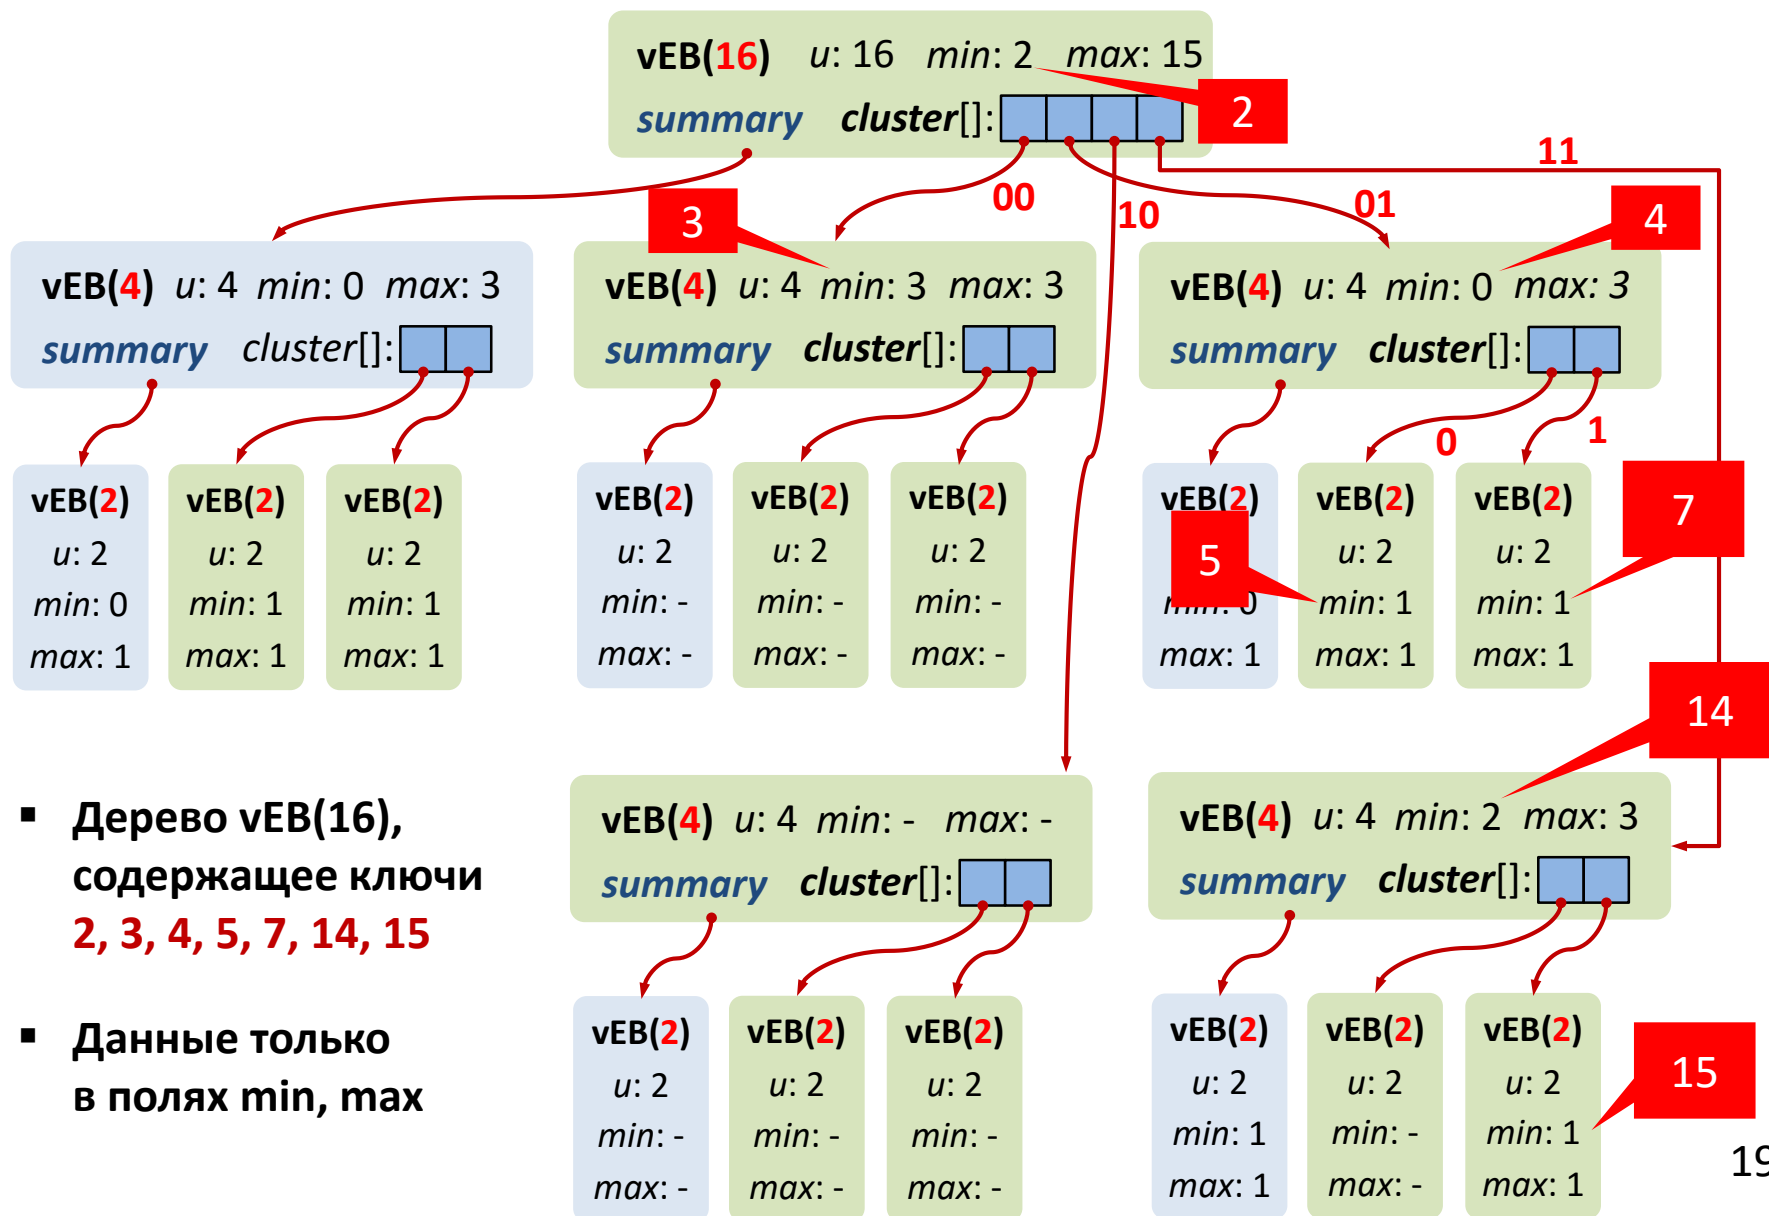 vEB(16) u: 16 min: 2 max: 15
summary cluster[]:
2
11
00
10
01
3
4
vEB(4) u: 4 min: 0 max: 3
summary cluster[]:
vEB(4) u: 4 min: 3 max: 3
summary cluster[]:
vEB(4) u: 4 min: 0 max: 3
summary cluster[]:
0
1
vEB(2)
u: 2
min: 0
max: 1
vEB(2)
u: 2
min: 1
max: 1
vEB(2)
u: 2
min: 1
max: 1
vEB(2)
u: 2
min: -
max: -
vEB(2)
u: 2
min: -
max: -
vEB(2)
u: 2
min: -
max: -
vEB(2)
5
min: 0
max: 1
vEB(2)
u: 2
min: 1
max: 1
vEB(2)
u: 2
min: 1
max: 1
7
14
▪ Дерево vEB(16),
содержащее ключи
2, 3, 4, 5, 7, 14, 15
▪ Данные только
в полях min, max
vEB(4) u: 4 min: - max: -
summary cluster[]:
vEB(4) u: 4 min: 2 max: 3
summary cluster[]:
vEB(2)
u: 2
min: -
max: -
vEB(2)
u: 2
min: -
max: -
vEB(2)
u: 2
min: -
max: -
vEB(2)
u: 2
min: 1
max: 1
vEB(2)
u: 2
min: -
max: -
vEB(2)
u: 2
min: 1
max: 1
15
19